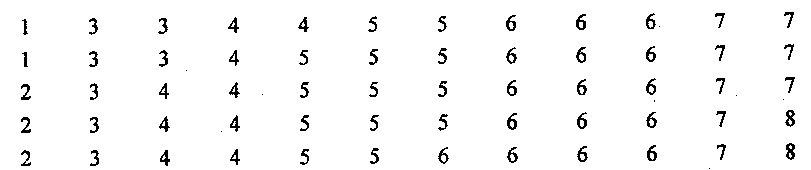 1 3 3 4 4 5 5 6 6 6 7 7
1 3 3 4 5 5 5 6 6 6 7 7
2 3 4 4 5 5 5 6 6 6 7 7
2 3 4 4 5 5 5 6 6 6 7 8
2 3 4 4 5 5 6 6 6 6 7 8